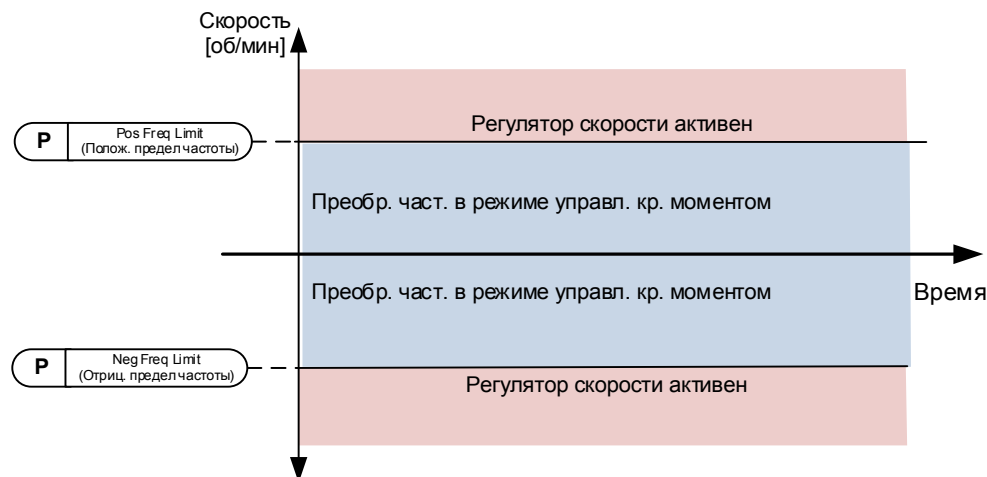 Скорость
[об/мин]
Регулятор скорости активен
P
Pos Freq Limit
(Полож. предел частоты)
Преобр. част. в режиме управл. кр. моментом
Преобр. част. в режиме управл. кр. моментом
Время
P
Neg Freq Limit
(Отриц. предел частоты)
Регулятор скорости активен